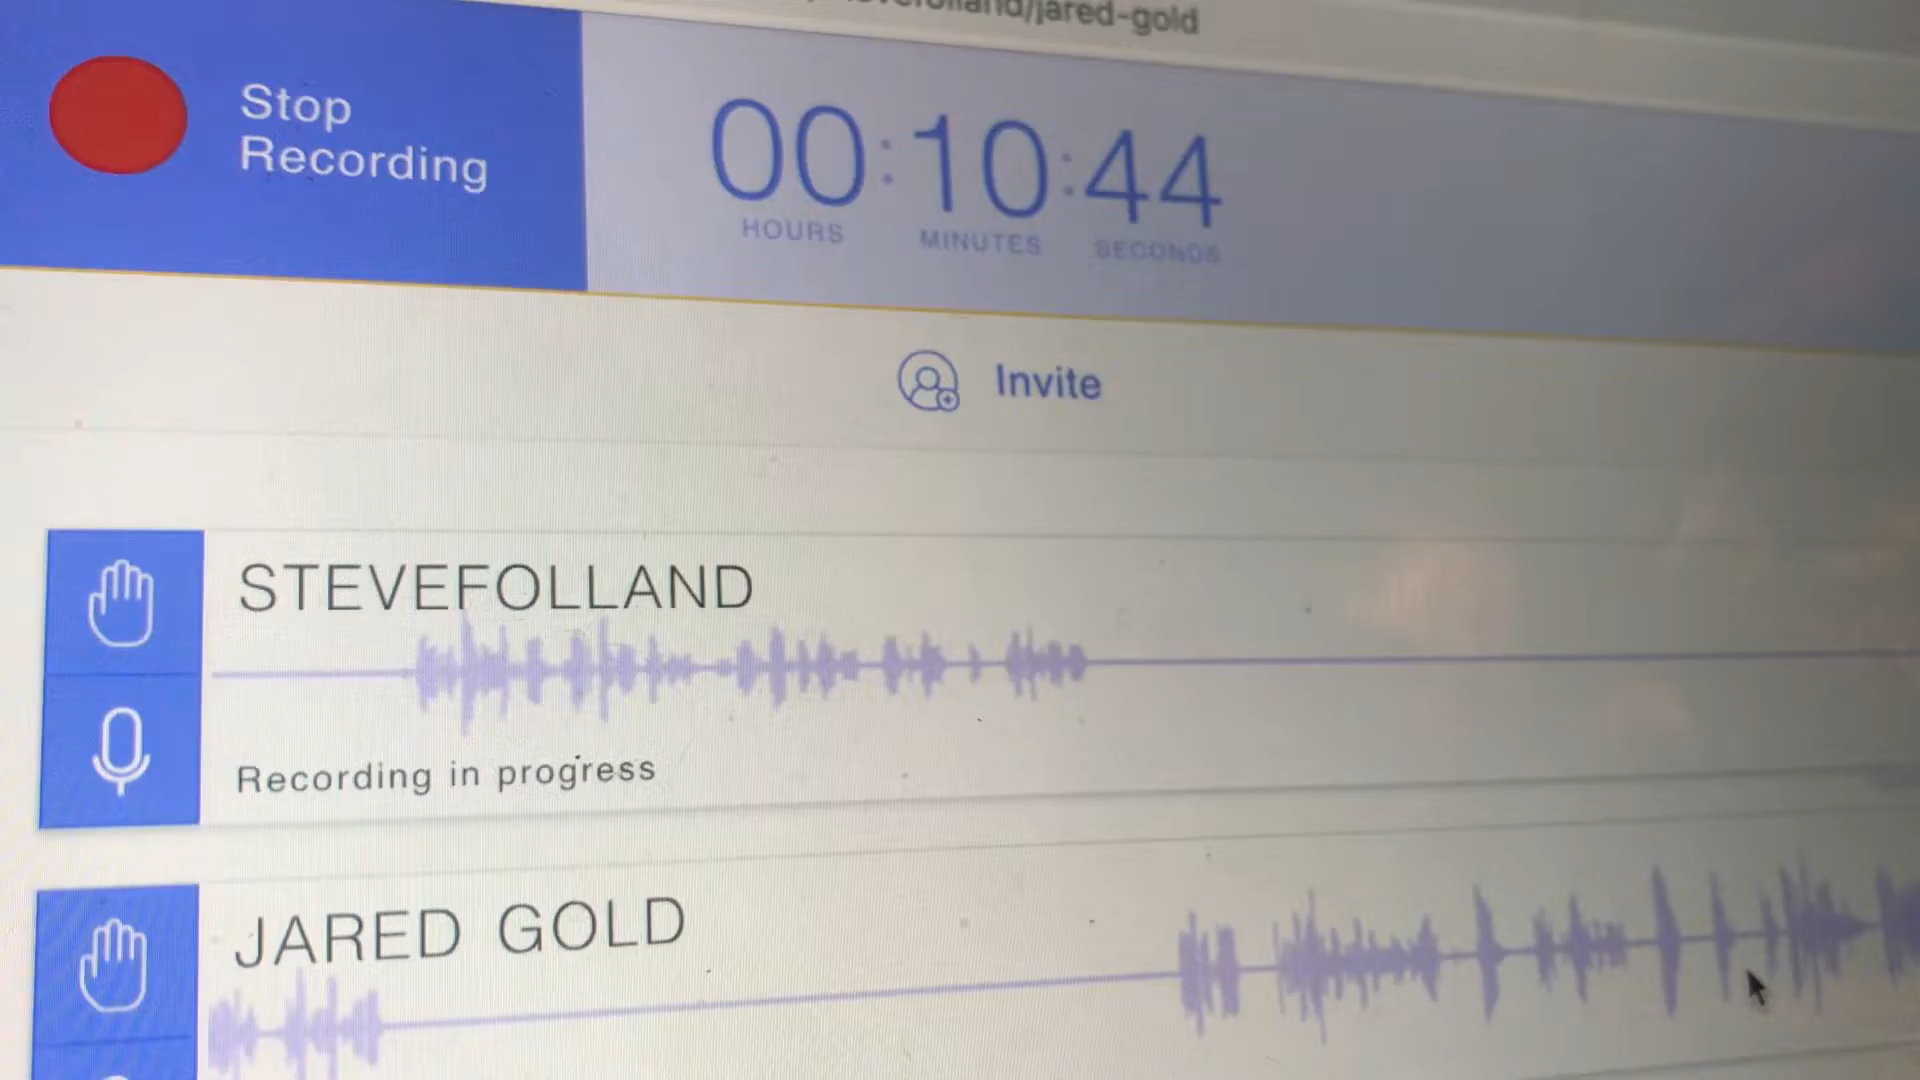 /jared-gold
Stop
Recording
00:10:44
HOURS MINUTES SECONDS
Invite
STEVEFOLLAND
Recording in progress
JARED GOLD